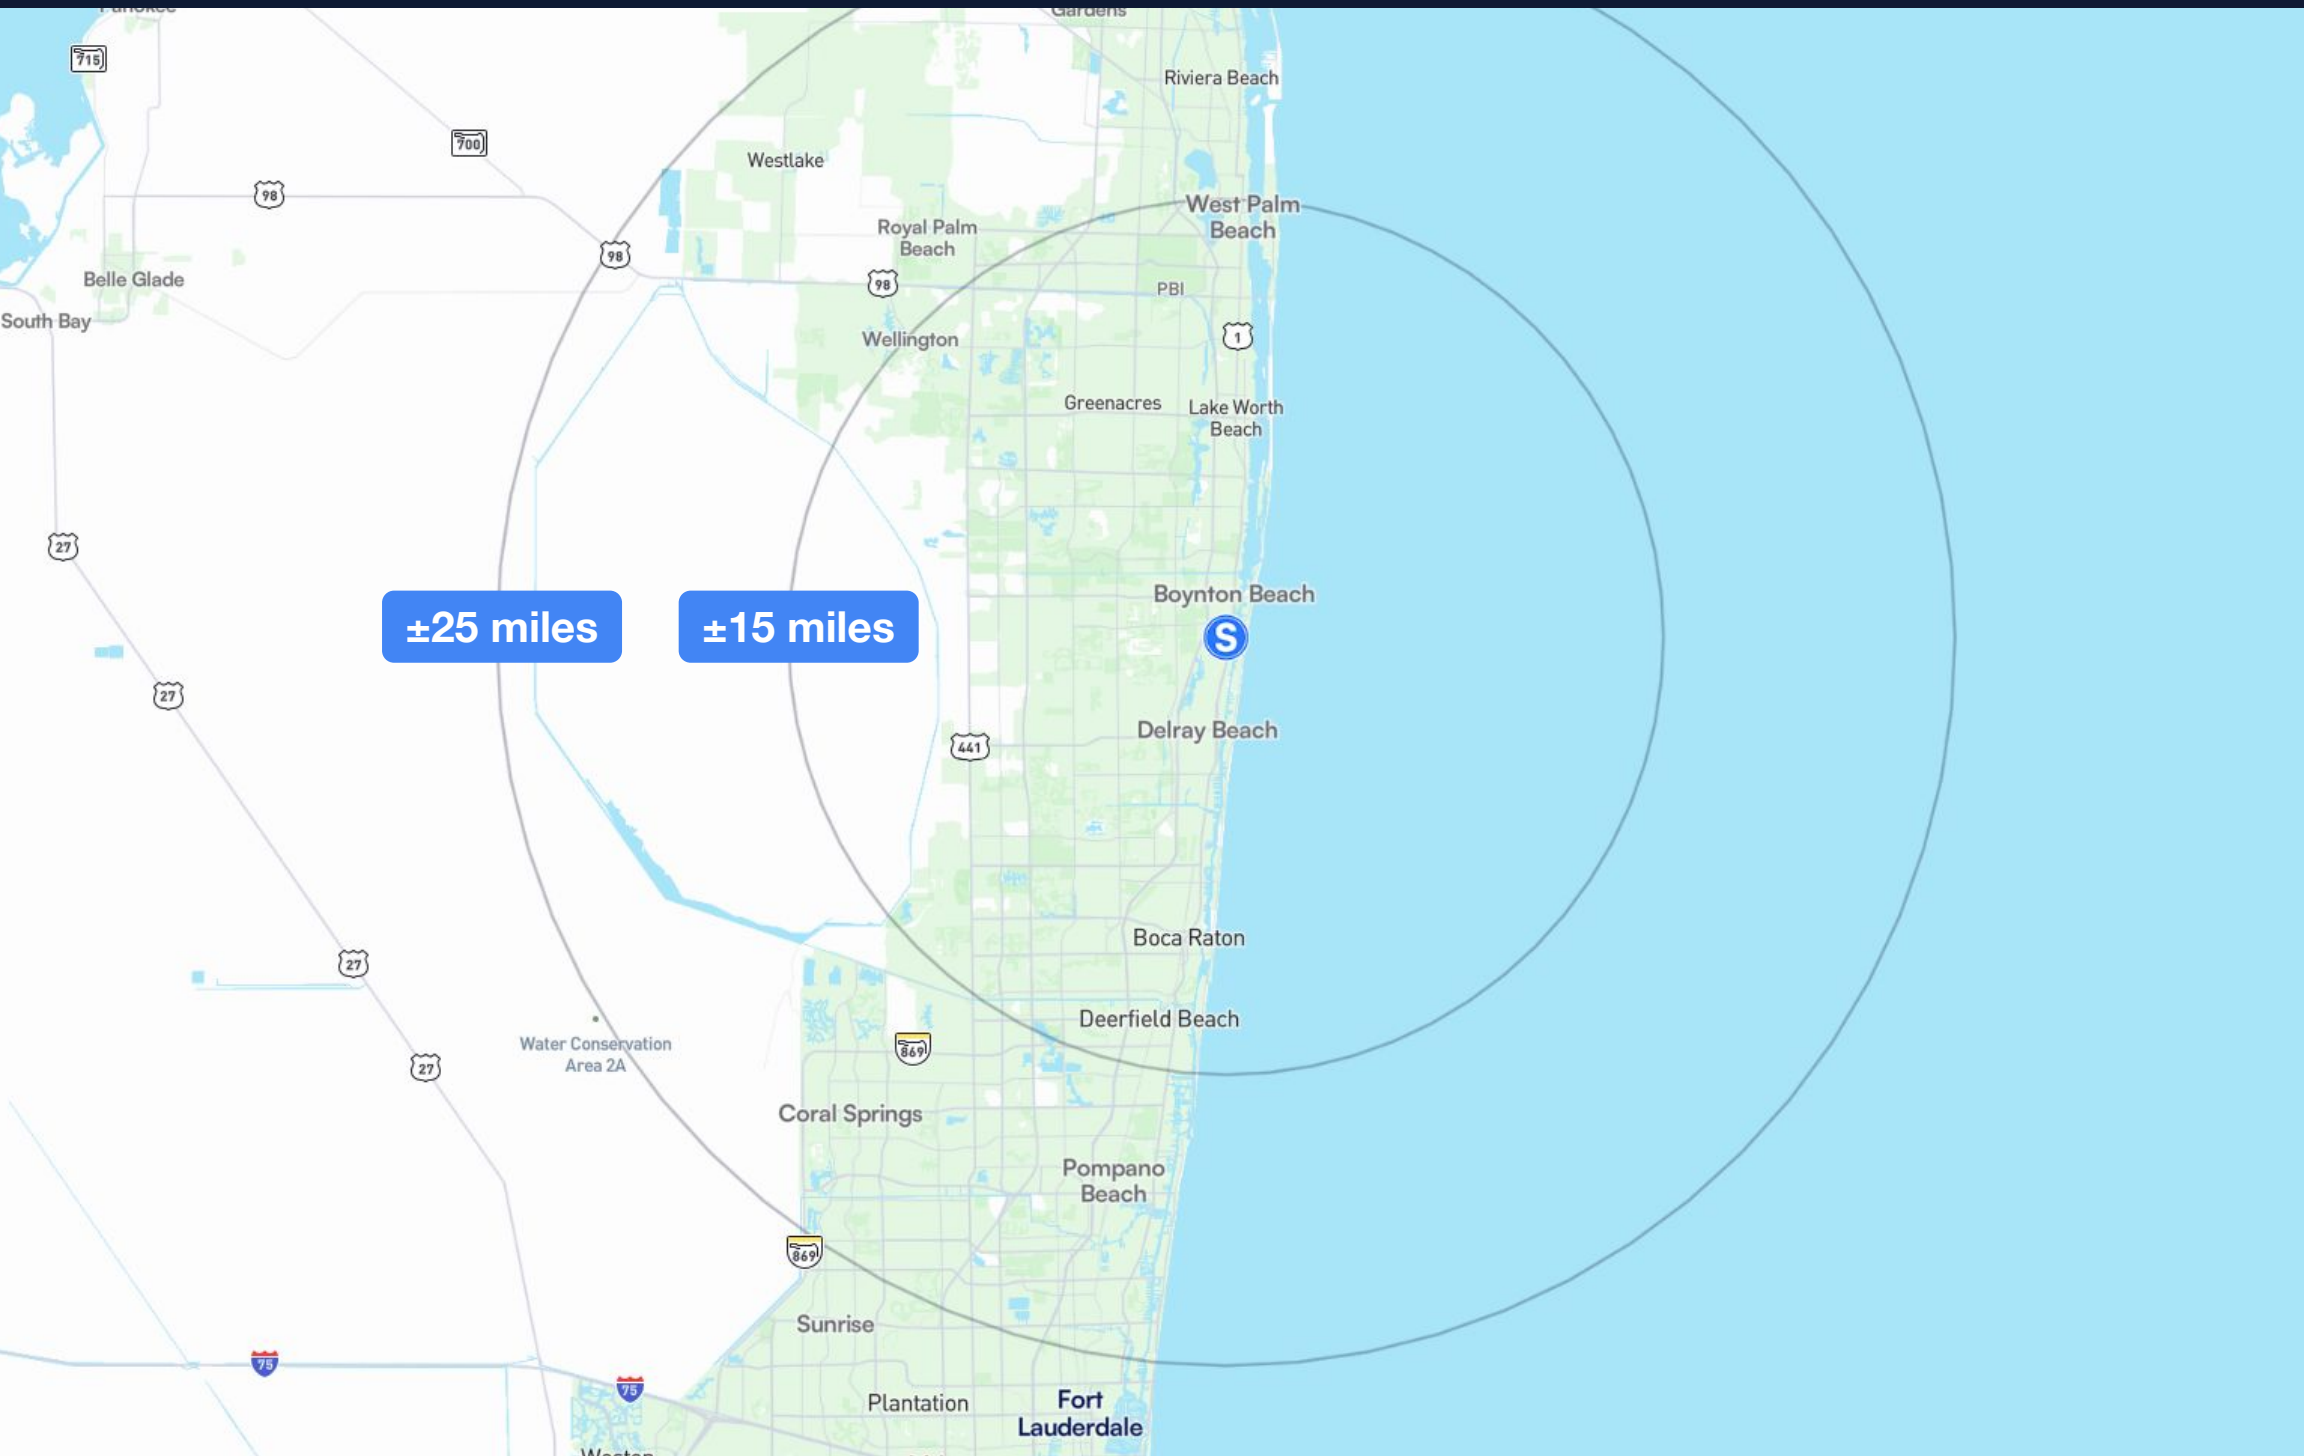 Pahokee
Gardens
715
Riviera Beach
700
Westlake
98
West Palm
Beach
Royal Palm
Beach
98
Belle Glade
98
PBI
South Bay
1
Wellington
Greenacres
Lake Worth
Beach
27
Boynton Beach
±25 miles
±15 miles
S
27
Delray Beach
441
Boca Raton
27
Deerfield Beach
Water Conservation
Area 2A
869
27
Coral Springs
Pompano
Beach
869
Sunrise
75
75
Plantation
Fort
Lauderdale
Weston